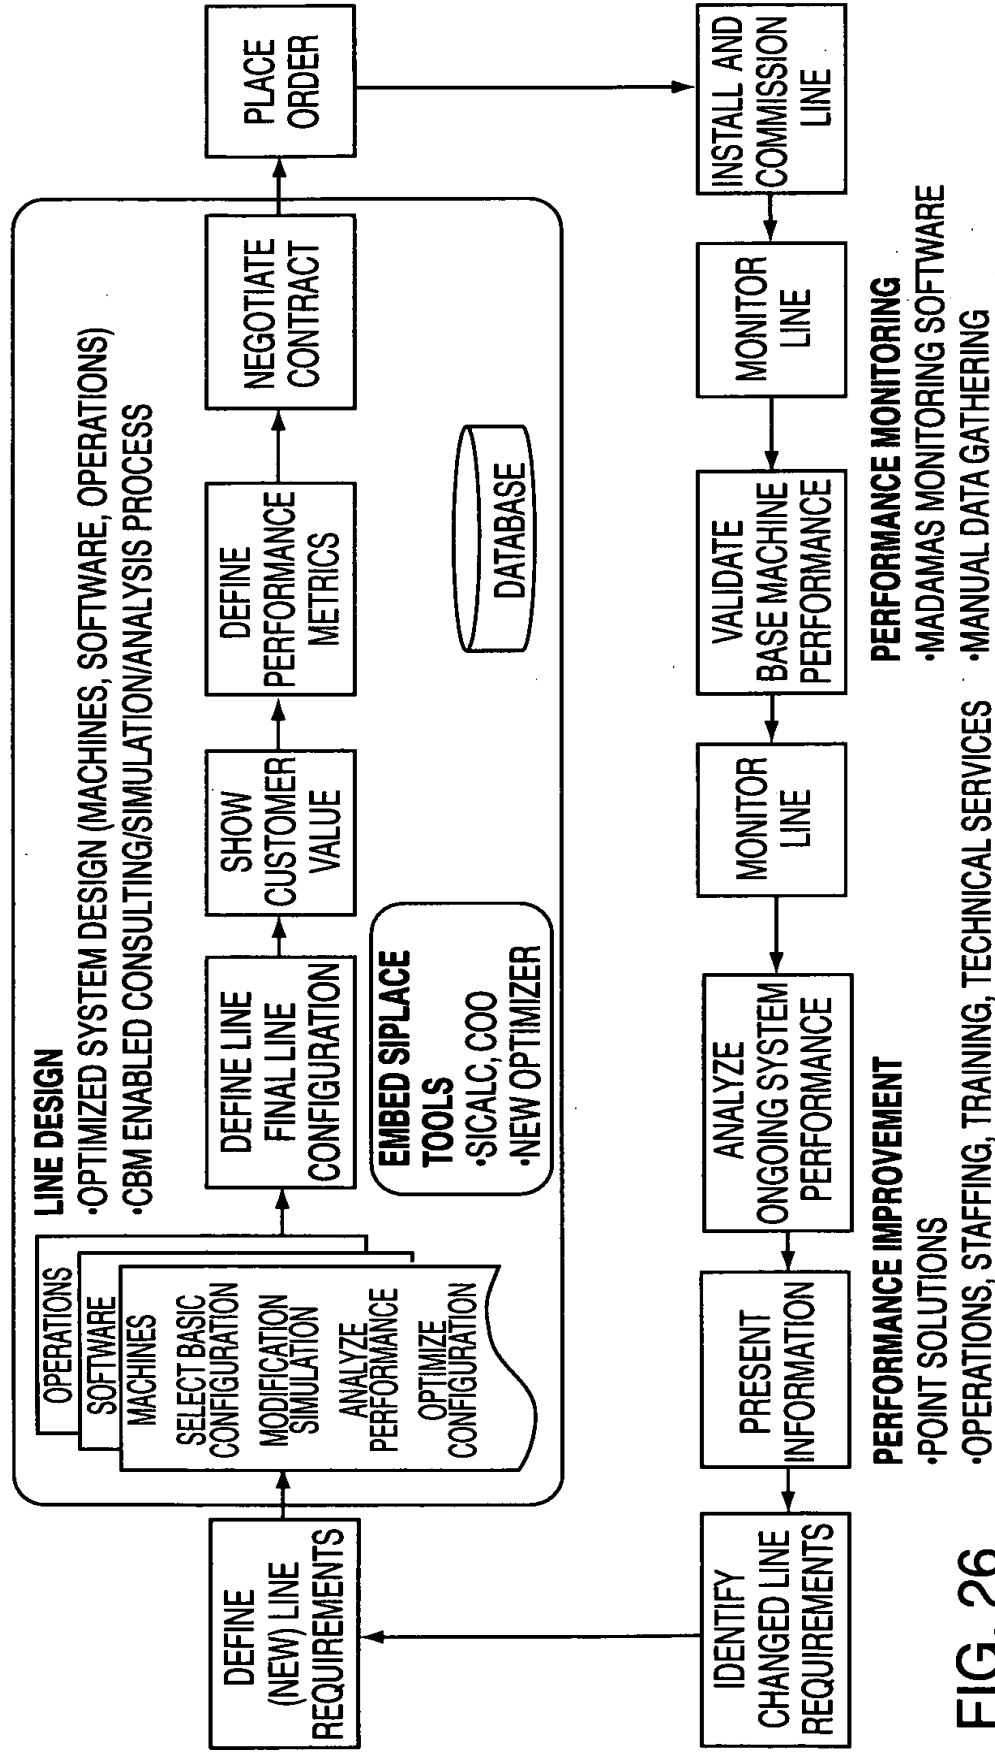 LINE DESIGN
•OPTIMIZED SYSTEM DESIGN (MACHINES, SOFTWARE, OPERATIONS)
•CBM ENABLED CONSULTING/SIMULATION/ANALYSIS PROCESS
DEFINE
(NEW) LINE
REQUIREMENTS
OPERATIONS
SOFTWARE
MACHINES
SELECT BASIC
CONFIGURATION
MODIFICATION
SIMULATION
ANALYZE
PERFORMANCE
OPTIMIZE
CONFIGURATION
DEFINE LINE
FINAL LINE
CONFIGURATION
SHOW
CUSTOMER
VALUE
DEFINE
PERFORMANCE
METRICS
NEGOTIATE
CONTRACT
PLACE
ORDER
EMBED SIPLACE
TOOLS
•SICALC, COO
•NEW OPTIMIZER
DATABASE
IDENTIFY
CHANGED LINE
REQUIREMENTS
PRESENT
INFORMATION
ANALYZE
ONGOING SYSTEM
PERFORMANCE
MONITOR
LINE
VALIDATE
BASE MACHINE
PERFORMANCE
MONITOR
LINE
INSTALL AND
COMMISSION
LINE
PERFORMANCE IMPROVEMENT
•POINT SOLUTIONS
•OPERATIONS, STAFFING, TRAINING, TECHNICAL SERVICES
PERFORMANCE MONITORING
•MADAMAS MONITORING SOFTWARE
•MANUAL DATA GATHERING
FIG. 26